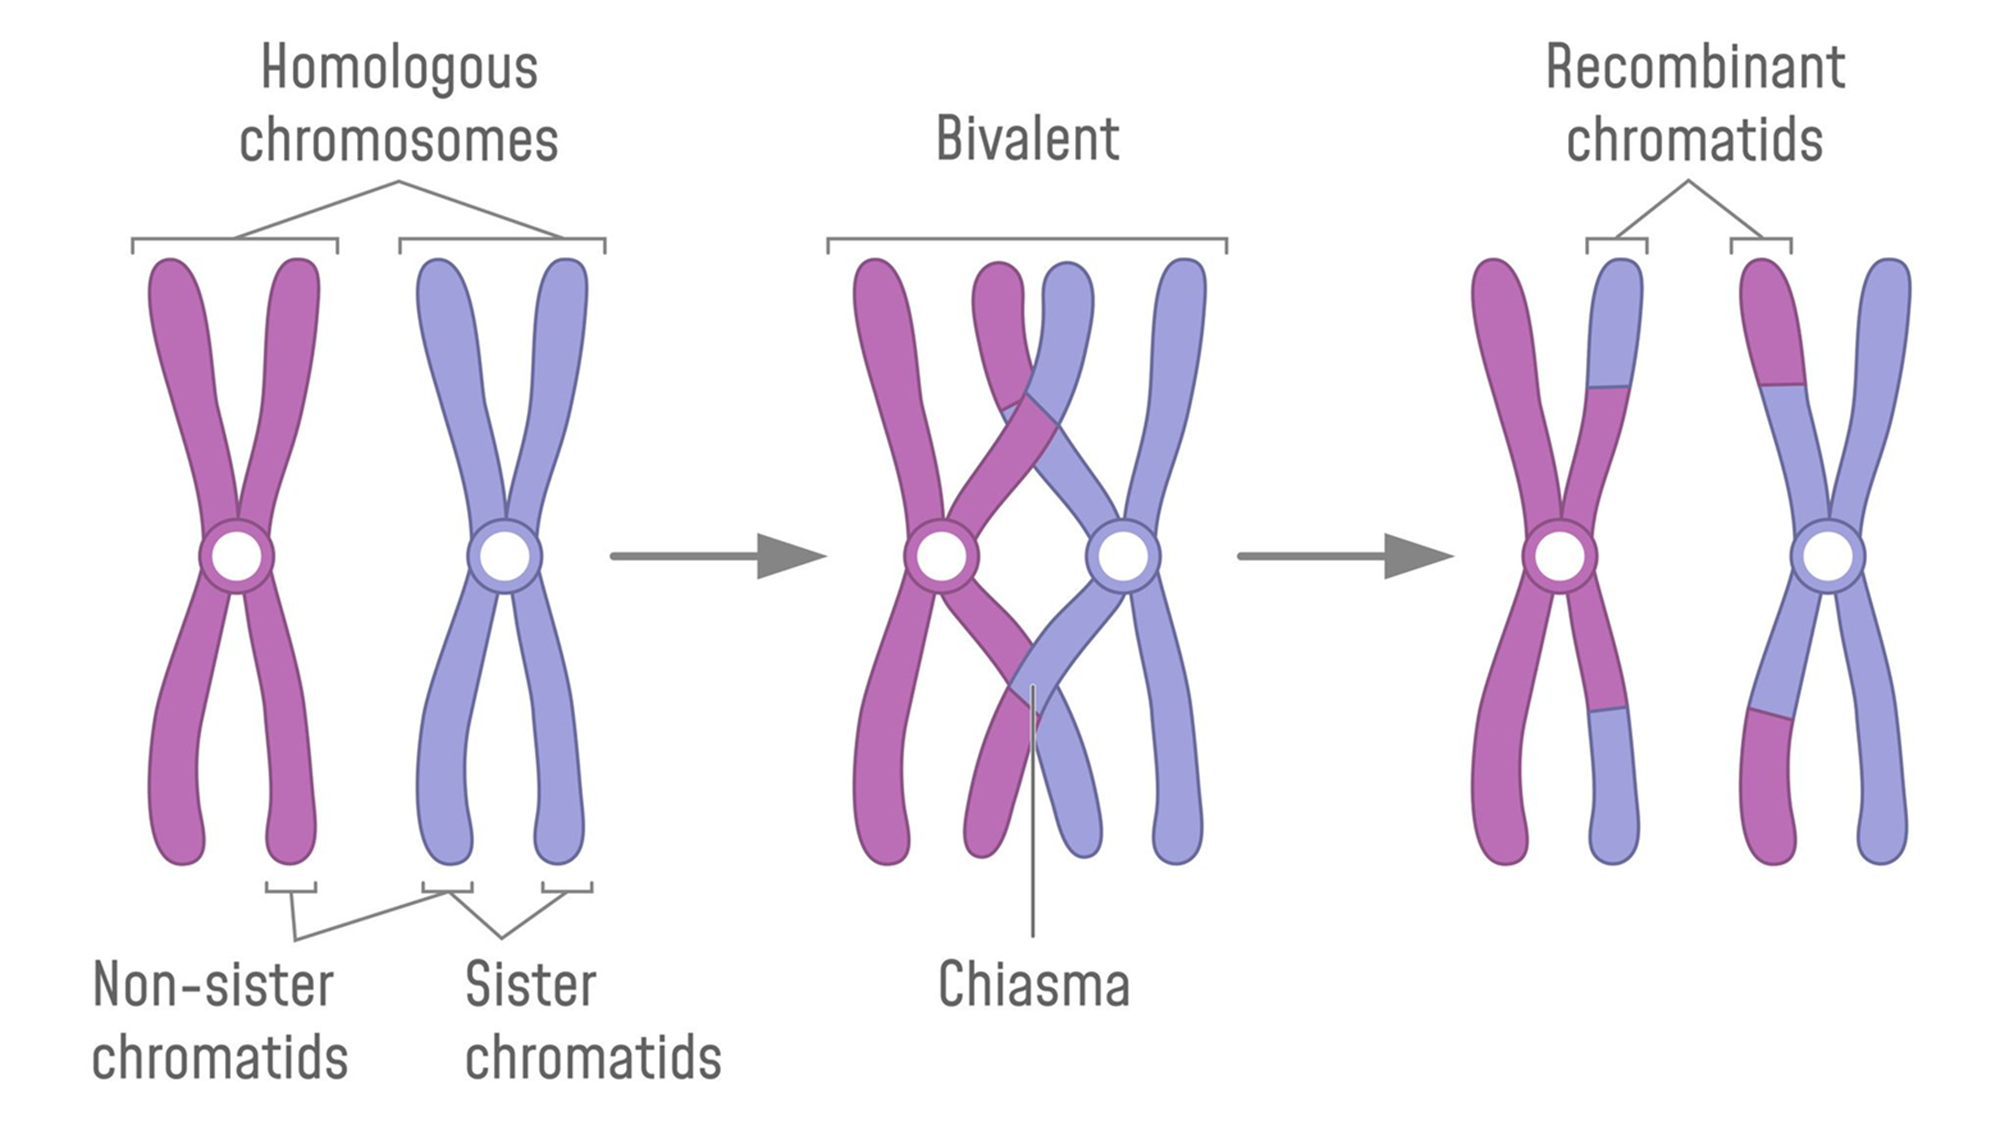 Homologous
chromosomes
Bivalent
Recombinant
chromatids
Non-sister
chromatids
Sister
chromatids
Chiasma